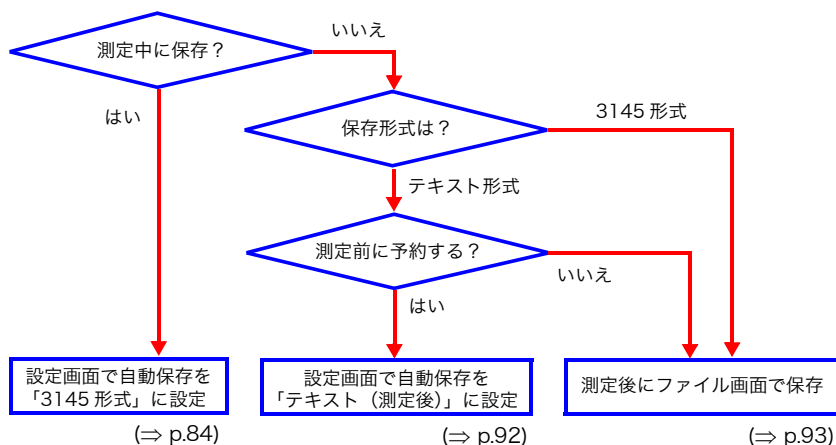 測定中に保存？
いいえ
はい
保存形式は？
3145 形式
テキスト形式
測定前に予約する？
いいえ
はい
設定画面で自動保存を
「3145 形式」に設定
設定画面で自動保存を
「テキスト（測定後）」に設定
測定後にファイル画面で保存
(⇒ p.84)
(⇒ p.92)
(⇒ p.93)